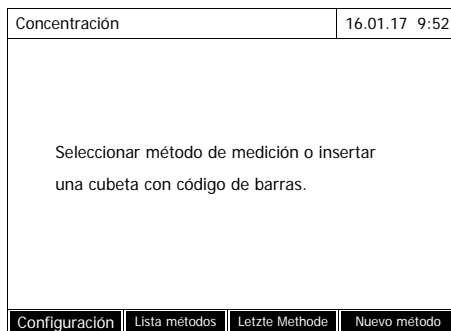 Concentración 16.01.17 9:52
Seleccionar método de medición o insertar
una cubeta con código de barras.
Configuración Lista métodos Letzte Methode Nuevo método